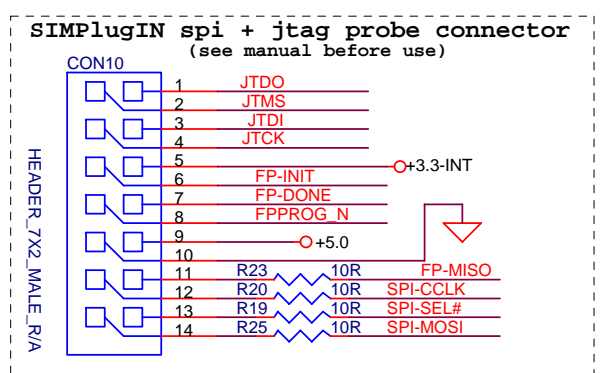 SIMPlugIN spi + jtag probe connector
(see manual before use)
CON10
1 JTDO
2 JTMS
3 JTDI
4 JTCK
5 +3.3-INT
6 FP-INIT
7 FP-DONE
8 FPPROG_N
9 +5.0
10
11 R23 10R FP-MISO
12 R20 10R SPI-CCLK
13 R19 10R SPI-SEL#
14 R25 10R SPI-MOSI
HEADER_7X2_MALE_R/A